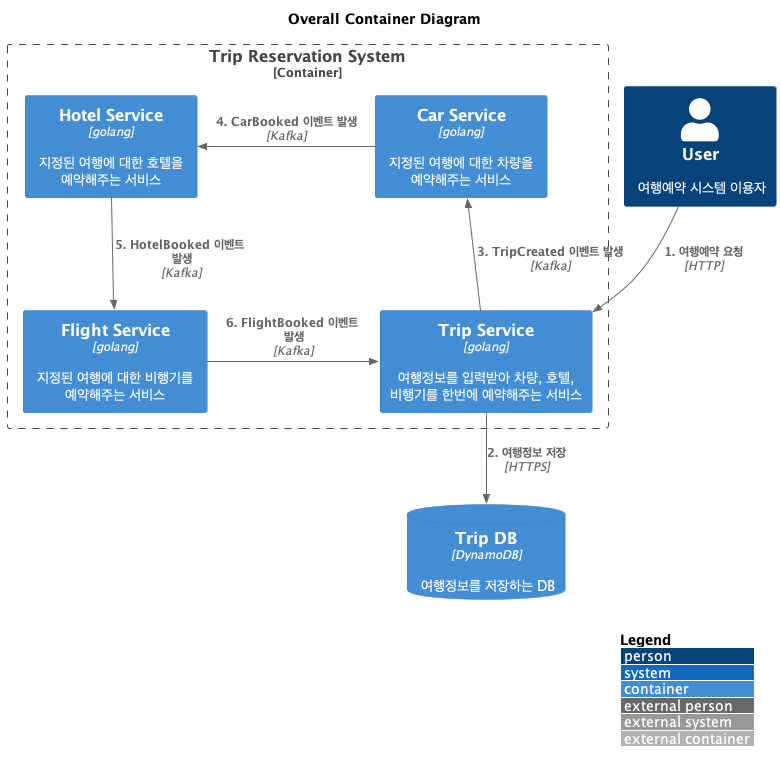 Overall Container Diagram
Trip Reservation System
[Container]
Hotel Service
[golang]
지정된 여행에 대한 호텔을
예약해주는 서비스
4. CarBooked 이벤트 발생
[Kafka]
Car Service
[golang]
지정된 여행에 대한 차량을
예약해주는 서비스
User
여행예약 시스템 이용자
5. HotelBooked 이벤트
발생
[Kafka]
3. TripCreated 이벤트 발생
[Kafka]
1. 여행예약 요청
[HTTP]
Flight Service
[golang]
지정된 여행에 대한 비행기를
예약해주는 서비스
6. FlightBooked 이벤트
발생
[Kafka]
Trip Service
[golang]
여행정보를 입력받아 차량, 호텔,
비행기를 한번에 예약해주는 서비스
2. 여행정보 저장
[HTTPS]
Trip DB
[DynamoDB]
여행정보를 저장하는 DB
Legend
person
system
container
external person
external system
external container